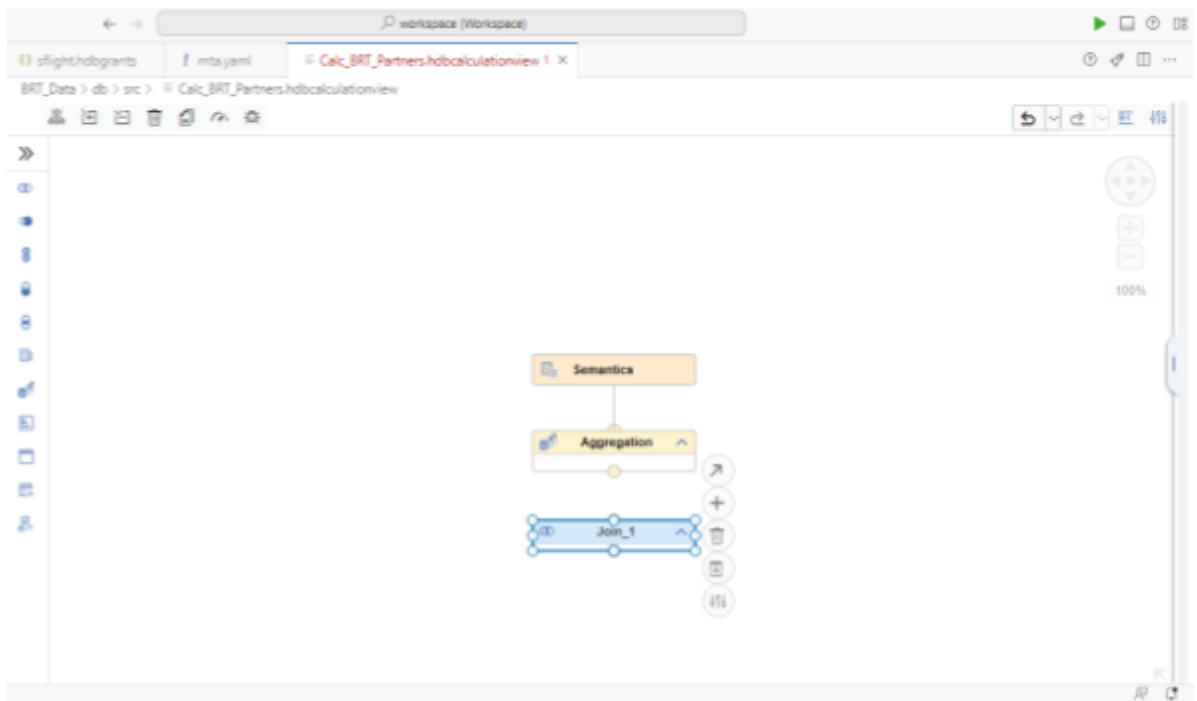 workspace (Workspace)
sflight.hdbgrants
mta.yaml
Calc_BRT_Partners.hdbcalculationview 1
BRT_Data > db > src > Calc_BRT_Partners.hdbcalculationview
100%
Semantics
Aggregation
Join_1